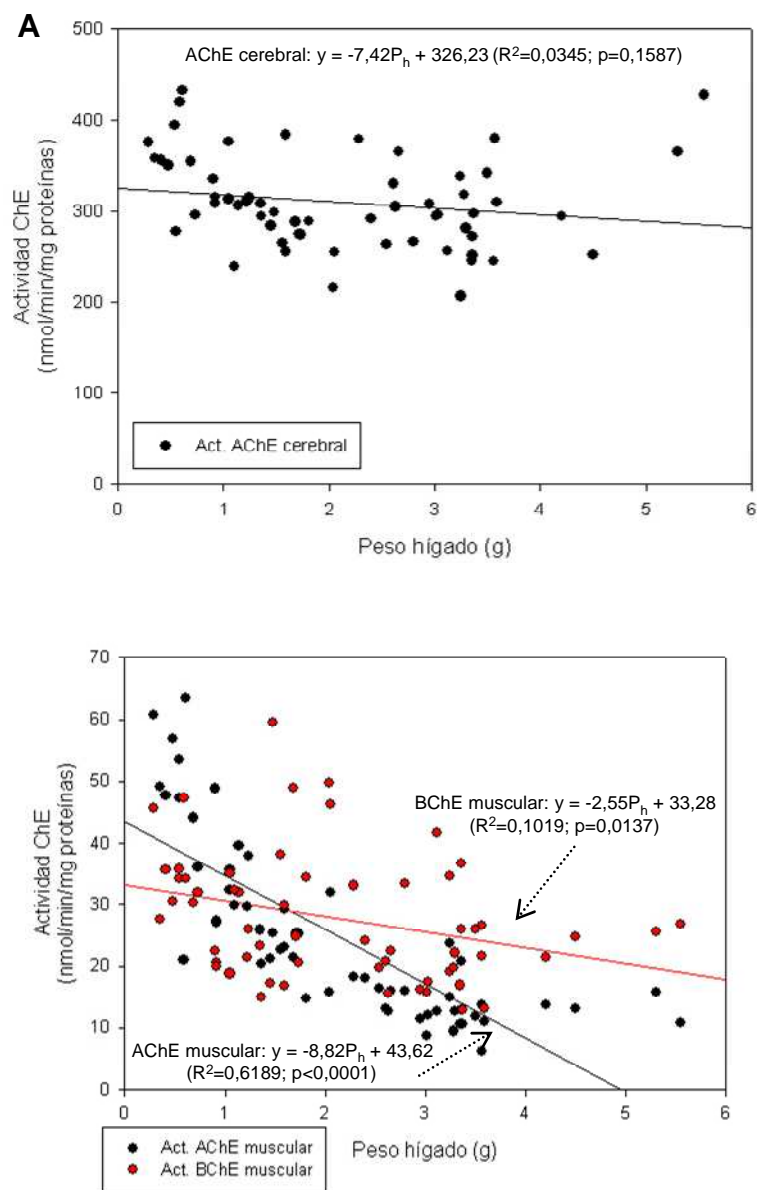 A
500
AChE cerebral: y = -7,42Ph + 326,23 (R2=0,0345; p=0,1587)
400
300
200
100
0
Actividad ChE
(nmol/min/mg proteínas)
Act. AChE cerebral
0 1 2 3 4 5 6
Peso hígado (g)
70
60
50
40
30
20
10
0
Actividad ChE
(nmol/min/mg proteínas)
BChE muscular: y = -2,55Ph + 33,28
(R2=0,1019; p=0,0137)
AChE muscular: y = -8,82Ph + 43,62
(R2=0,6189; p<0,0001)
0 1 2 3 4 5 6
Act. AChE muscular
Act. BChE muscular
Peso hígado (g)